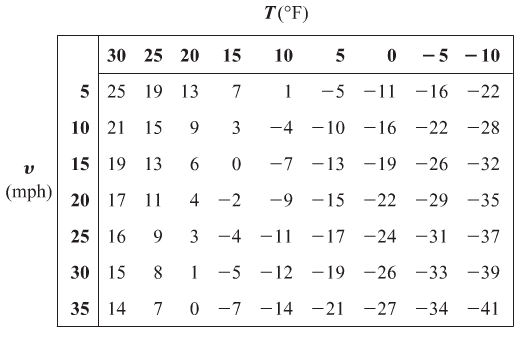 T(°F)
30 25 20 15 10 5 0 −5 −10
5 25 19 13 7 1 −5 −11 −16 −22
10 21 15 9 3 −4 −10 −16 −22 −28
υ 15 19 13 6 0 −7 −13 −19 −26 −32
(mph) 20 17 11 4 −2 −9 −15 −22 −29 −35
25 16 9 3 −4 −11 −17 −24 −31 −37
30 15 8 1 −5 −12 −19 −26 −33 −39
35 14 7 0 −7 −14 −21 −27 −34 −41